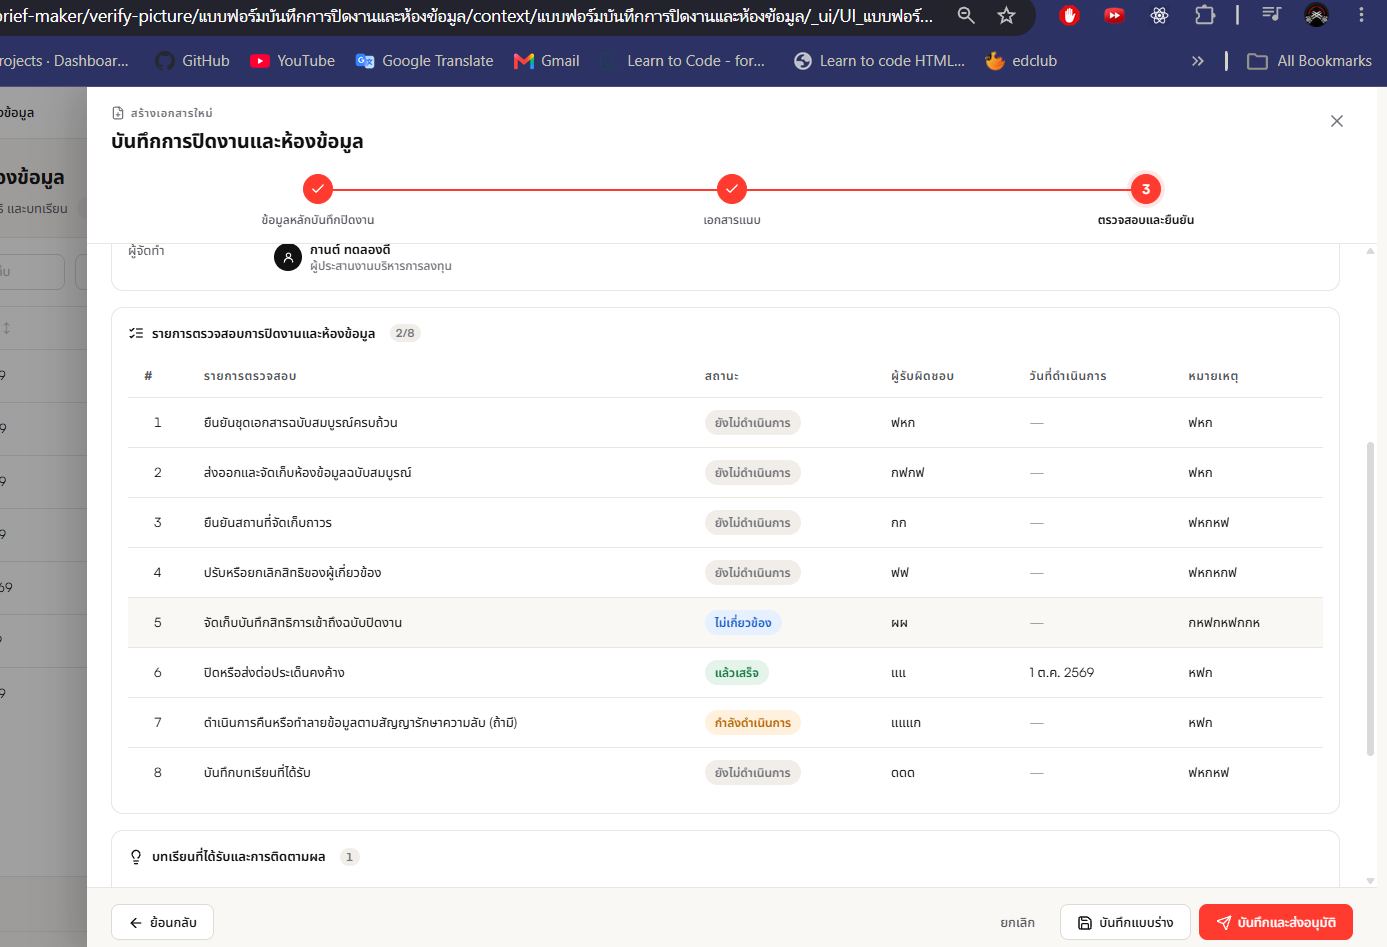 rief-maker/verify-picture/แบบฟอร์มบันทึกการปิดงานและห้องข้อมูล/context/แบบฟอร์มบันทึกการปิดงานและห้องข้อมูล/_ui/UI_แบบฟอร์...
rojects · Dashboar... GitHub YouTube Google Translate Gmail Learn to Code - for... Learn to code HTML... edclub » All Bookmarks
งข้อมูล
องข้อมูล
ธิ และบทเรียน
สร้างเอกสารใหม่
บันทึกการปิดงานและห้องข้อมูล
3
ข้อมูลหลักบันทึกปิดงาน เอกสารแนบ ตรวจสอบและยืนยัน
ผู้จัดทำ กานต์ ทดลองดี
ผู้ประสานงานบริหารการลงทุน
รายการตรวจสอบการปิดงานและห้องข้อมูล 2/8
# รายการตรวจสอบ สถานะ ผู้รับผิดชอบ วันที่ดำเนินการ หมายเหตุ
1 ยืนยันชุดเอกสารฉบับสมบูรณ์ครบถ้วน ยังไม่ดำเนินการ ฟหก — ฟหก
2 ส่งออกและจัดเก็บห้องข้อมูลฉบับสมบูรณ์ ยังไม่ดำเนินการ กฟกฟ — ฟหก
3 ยืนยันสถานที่จัดเก็บถาวร ยังไม่ดำเนินการ กก — ฟหกหฟ
4 ปรับหรือยกเลิกสิทธิของผู้เกี่ยวข้อง ยังไม่ดำเนินการ ฟฟ — ฟหกหกฟ
5 จัดเก็บบันทึกสิทธิการเข้าถึงฉบับปิดงาน ไม่เกี่ยวข้อง ผผ — กหฟกหฟกกห
6 ปิดหรือส่งต่อประเด็นคงค้าง แล้วเสร็จ แแ 1 ต.ค. 2569 หฟก
7 ดำเนินการคืนหรือทำลายข้อมูลตามสัญญารักษาความลับ (ถ้ามี) กำลังดำเนินการ แแแก — หฟก
8 บันทึกบทเรียนที่ได้รับ ยังไม่ดำเนินการ ดดด — ฟหกหฟ
บทเรียนที่ได้รับและการติดตามผล 1
ย้อนกลับ ยกเลิก บันทึกแบบร่าง บันทึกและส่งอนุมัติ